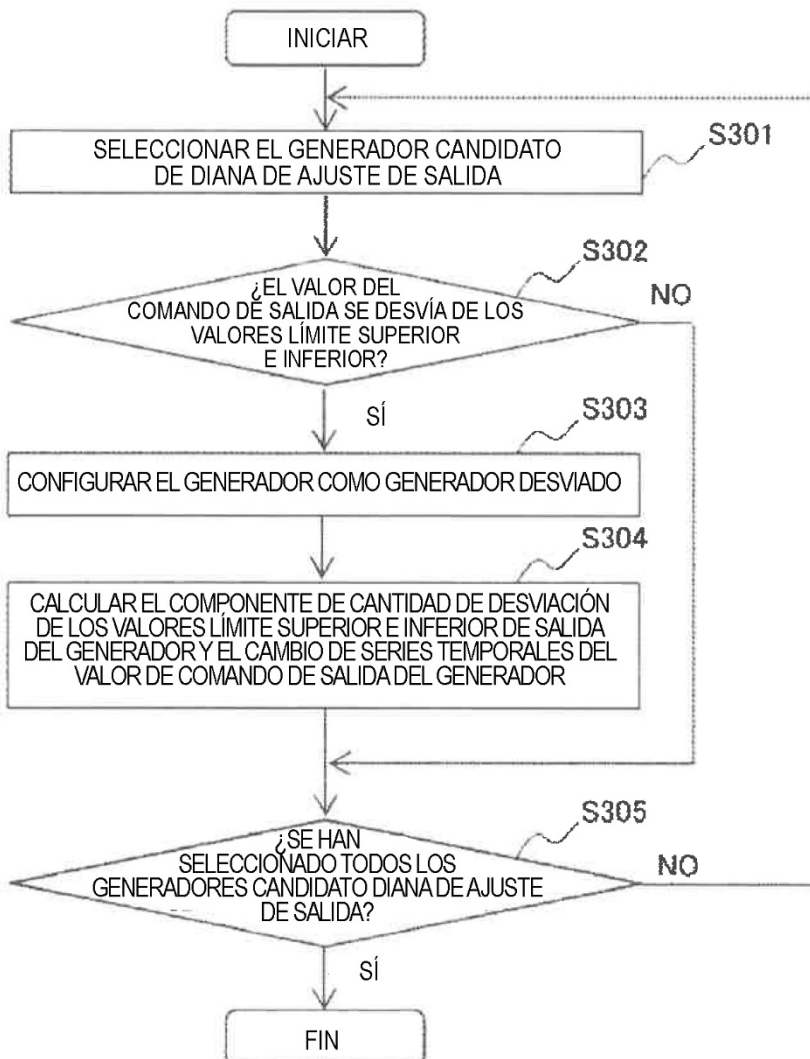 INICIAR
SELECCIONAR EL GENERADOR CANDIDATO
DE DIANA DE AJUSTE DE SALIDA
S301
¿EL VALOR DEL
COMANDO DE SALIDA SE DESVÍA DE LOS
VALORES LÍMITE SUPERIOR
E INFERIOR?
S302
NO
SÍ
S303
CONFIGURAR EL GENERADOR COMO GENERADOR DESVIADO
S304
CALCULAR EL COMPONENTE DE CANTIDAD DE DESVIACIÓN
DE LOS VALORES LÍMITE SUPERIOR E INFERIOR DE SALIDA
DEL GENERADOR Y EL CAMBIO DE SERIES TEMPORALES DEL
VALOR DE COMANDO DE SALIDA DEL GENERADOR
S305
¿SE HAN
SELECCIONADO TODOS LOS
GENERADORES CANDIDATO DIANA DE AJUSTE
DE SALIDA?
NO
SÍ
FIN